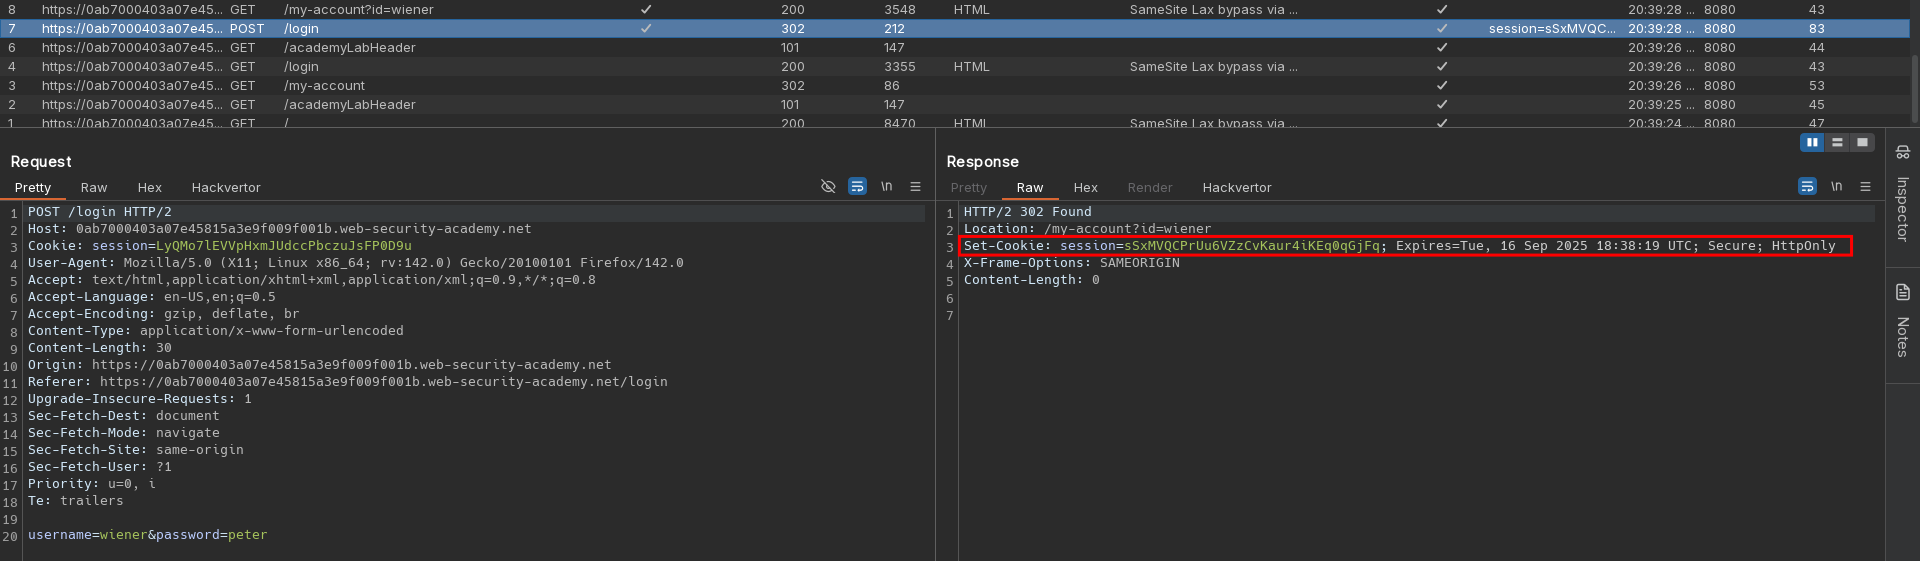 8 https://0ab7000403a07e45... GET /my-account?id=wiener ✓ 200 3548 HTML SameSite Lax bypass via ... ✓ 20:39:28 ... 8080 43
7 https://0ab7000403a07e45... POST /login ✓ 302 212 ✓ session=sSxMVQC... 20:39:28 ... 8080 83
6 https://0ab7000403a07e45... GET /academyLabHeader 101 147 ✓ 20:39:26 ... 8080 44
4 https://0ab7000403a07e45... GET /login 200 3355 HTML SameSite Lax bypass via ... ✓ 20:39:26 ... 8080 43
3 https://0ab7000403a07e45... GET /my-account 302 86 ✓ 20:39:26 ... 8080 53
2 https://0ab7000403a07e45... GET /academyLabHeader 101 147 ✓ 20:39:25 ... 8080 45
1 https://0ab7000403a07e45... GET / 200 8470 HTML SameSite Lax bypass via ... ✓ 20:39:24 ... 8080 47
Request
Pretty Raw Hex Hackvertor \n
1 POST /login HTTP/2
2 Host: 0ab7000403a07e45815a3e9f009f001b.web-security-academy.net
3 Cookie: session=LyQMo7lEVVpHxmJUdccPbczuJsFP0D9u
4 User-Agent: Mozilla/5.0 (X11; Linux x86_64; rv:142.0) Gecko/20100101 Firefox/142.0
5 Accept: text/html,application/xhtml+xml,application/xml;q=0.9,*/*;q=0.8
6 Accept-Language: en-US,en;q=0.5
7 Accept-Encoding: gzip, deflate, br
8 Content-Type: application/x-www-form-urlencoded
9 Content-Length: 30
10 Origin: https://0ab7000403a07e45815a3e9f009f001b.web-security-academy.net
11 Referer: https://0ab7000403a07e45815a3e9f009f001b.web-security-academy.net/login
12 Upgrade-Insecure-Requests: 1
13 Sec-Fetch-Dest: document
14 Sec-Fetch-Mode: navigate
15 Sec-Fetch-Site: same-origin
16 Sec-Fetch-User: ?1
17 Priority: u=0, i
18 Te: trailers
19
20 username=wiener&password=peter
Response
Pretty Raw Hex Render Hackvertor \n
1 HTTP/2 302 Found
2 Location: /my-account?id=wiener
3 Set-Cookie: session=sSxMVQCPrUu6VZzCvKaur4iKEq0qGjFq; Expires=Tue, 16 Sep 2025 18:38:19 UTC; Secure; HttpOnly
4 X-Frame-Options: SAMEORIGIN
5 Content-Length: 0
6
7
Inspector
Notes